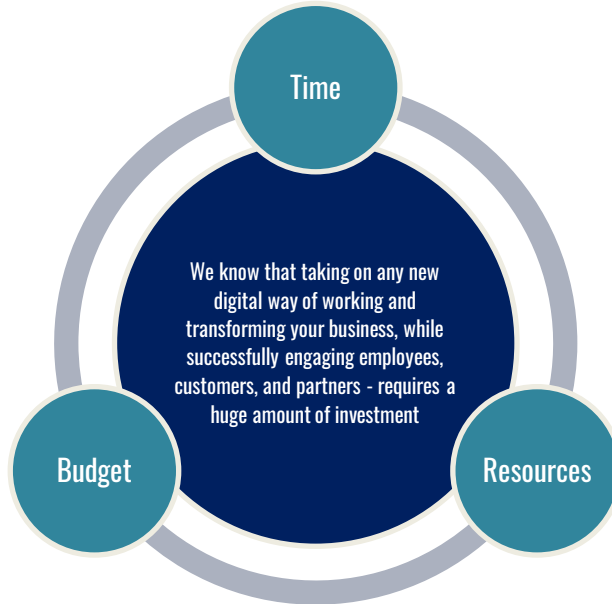 Time
We know that taking on any new
digital way of working and
transforming your business, while
successfully engaging employees,
customers, and partners - requires a
huge amount of investment
Budget
Resources